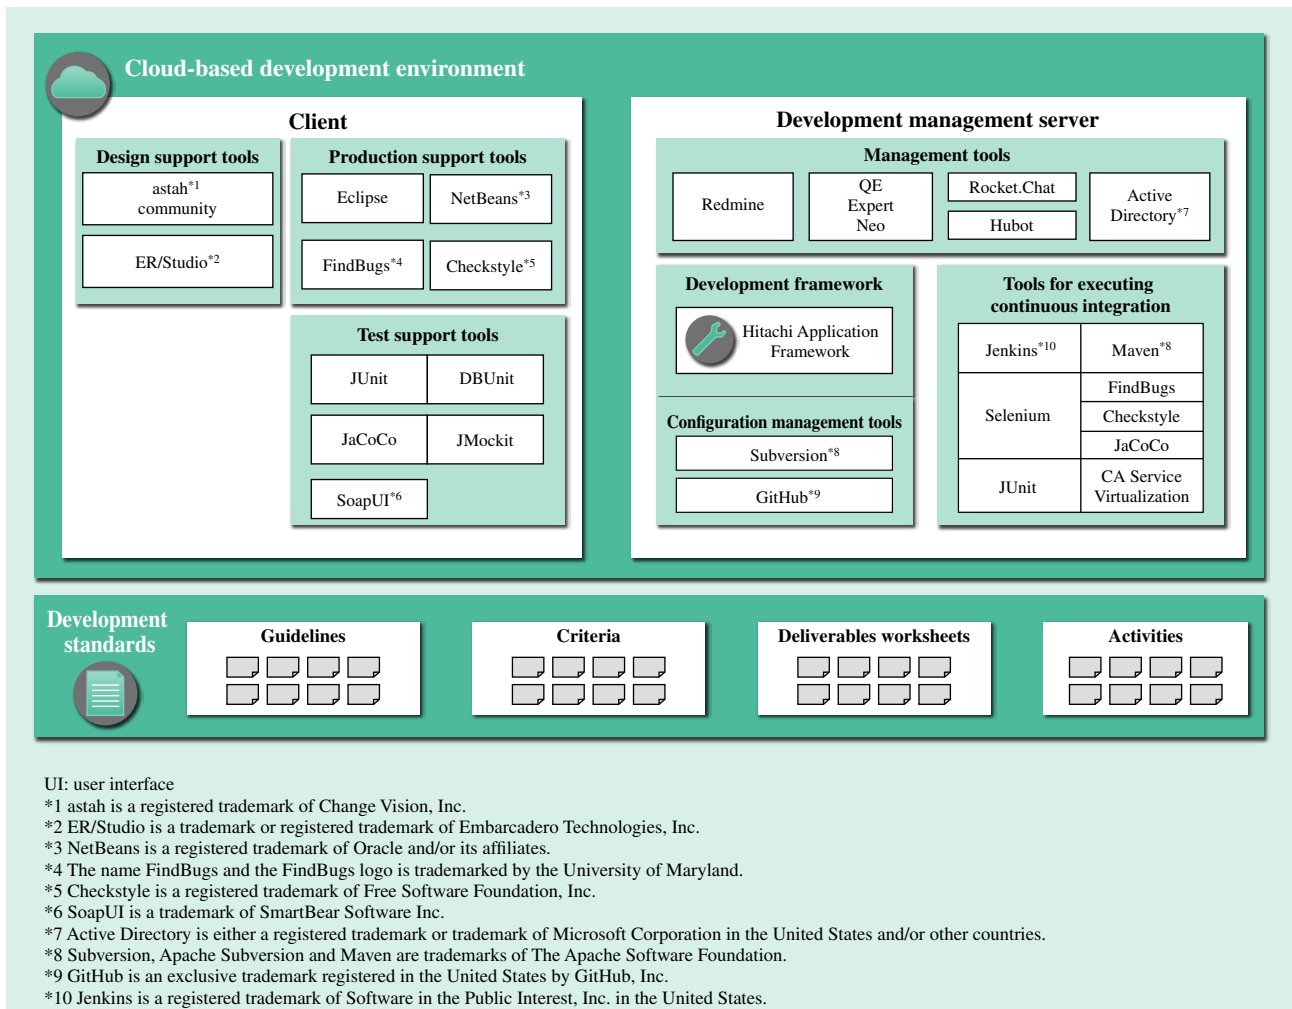 Cloud-based development environment
Client
Design support tools
astah*1
community
ER/Studio*2
Production support tools
Eclipse
NetBeans*3
FindBugs*4
Checkstyle*5
Test support tools
JUnit
DBUnit
JaCoCo
JMockit
SoapUI*6
Development management server
Management tools
Redmine
QE
Expert
Neo
Rocket.Chat
Hubot
Active
Directory*7
Development framework
Hitachi Application
Framework
Configuration management tools
Subversion*8
GitHub*9
Tools for executing
continuous integration
Jenkins*10
Maven*8
Selenium
FindBugs
Checkstyle
JaCoCo
JUnit
CA Service
Virtualization
Development
standards
Guidelines
Criteria
Deliverables worksheets
Activities
UI: user interface
*1 astah is a registered trademark of Change Vision, Inc.
*2 ER/Studio is a trademark or registered trademark of Embarcadero Technologies, Inc.
*3 NetBeans is a registered trademark of Oracle and/or its affiliates.
*4 The name FindBugs and the FindBugs logo is trademarked by the University of Maryland.
*5 Checkstyle is a registered trademark of Free Software Foundation, Inc.
*6 SoapUI is a trademark of SmartBear Software Inc.
*7 Active Directory is either a registered trademark or trademark of Microsoft Corporation in the United States and/or other countries.
*8 Subversion, Apache Subversion and Maven are trademarks of The Apache Software Foundation.
*9 GitHub is an exclusive trademark registered in the United States by GitHub, Inc.
*10 Jenkins is a registered trademark of Software in the Public Interest, Inc. in the United States.